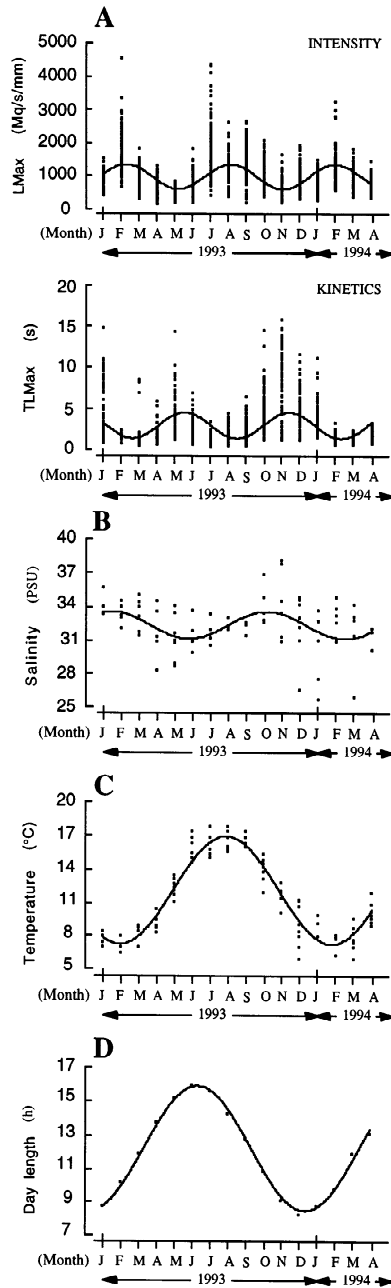 A
INTENSITY
LMax (Mq/s/mm)
5000
4000
3000
2000
1000
0
(Month) J F M A M J J A S O N D J F M A
1993 1994
KINETICS
TLMax (s)
20
15
10
5
0
(Month) J F M A M J J A S O N D J F M A
1993 1994
B
Salinity (PSU)
40
37
34
31
28
25
(Month) J F M A M J J A S O N D J F M A
1993 1994
C
Temperature (°C)
20
17
14
11
8
5
(Month) J F M A M J J A S O N D J F M A
1993 1994
D
Day length (h)
17
15
13
11
9
7
(Month) J F M A M J J A S O N D J F M A
1993 1994